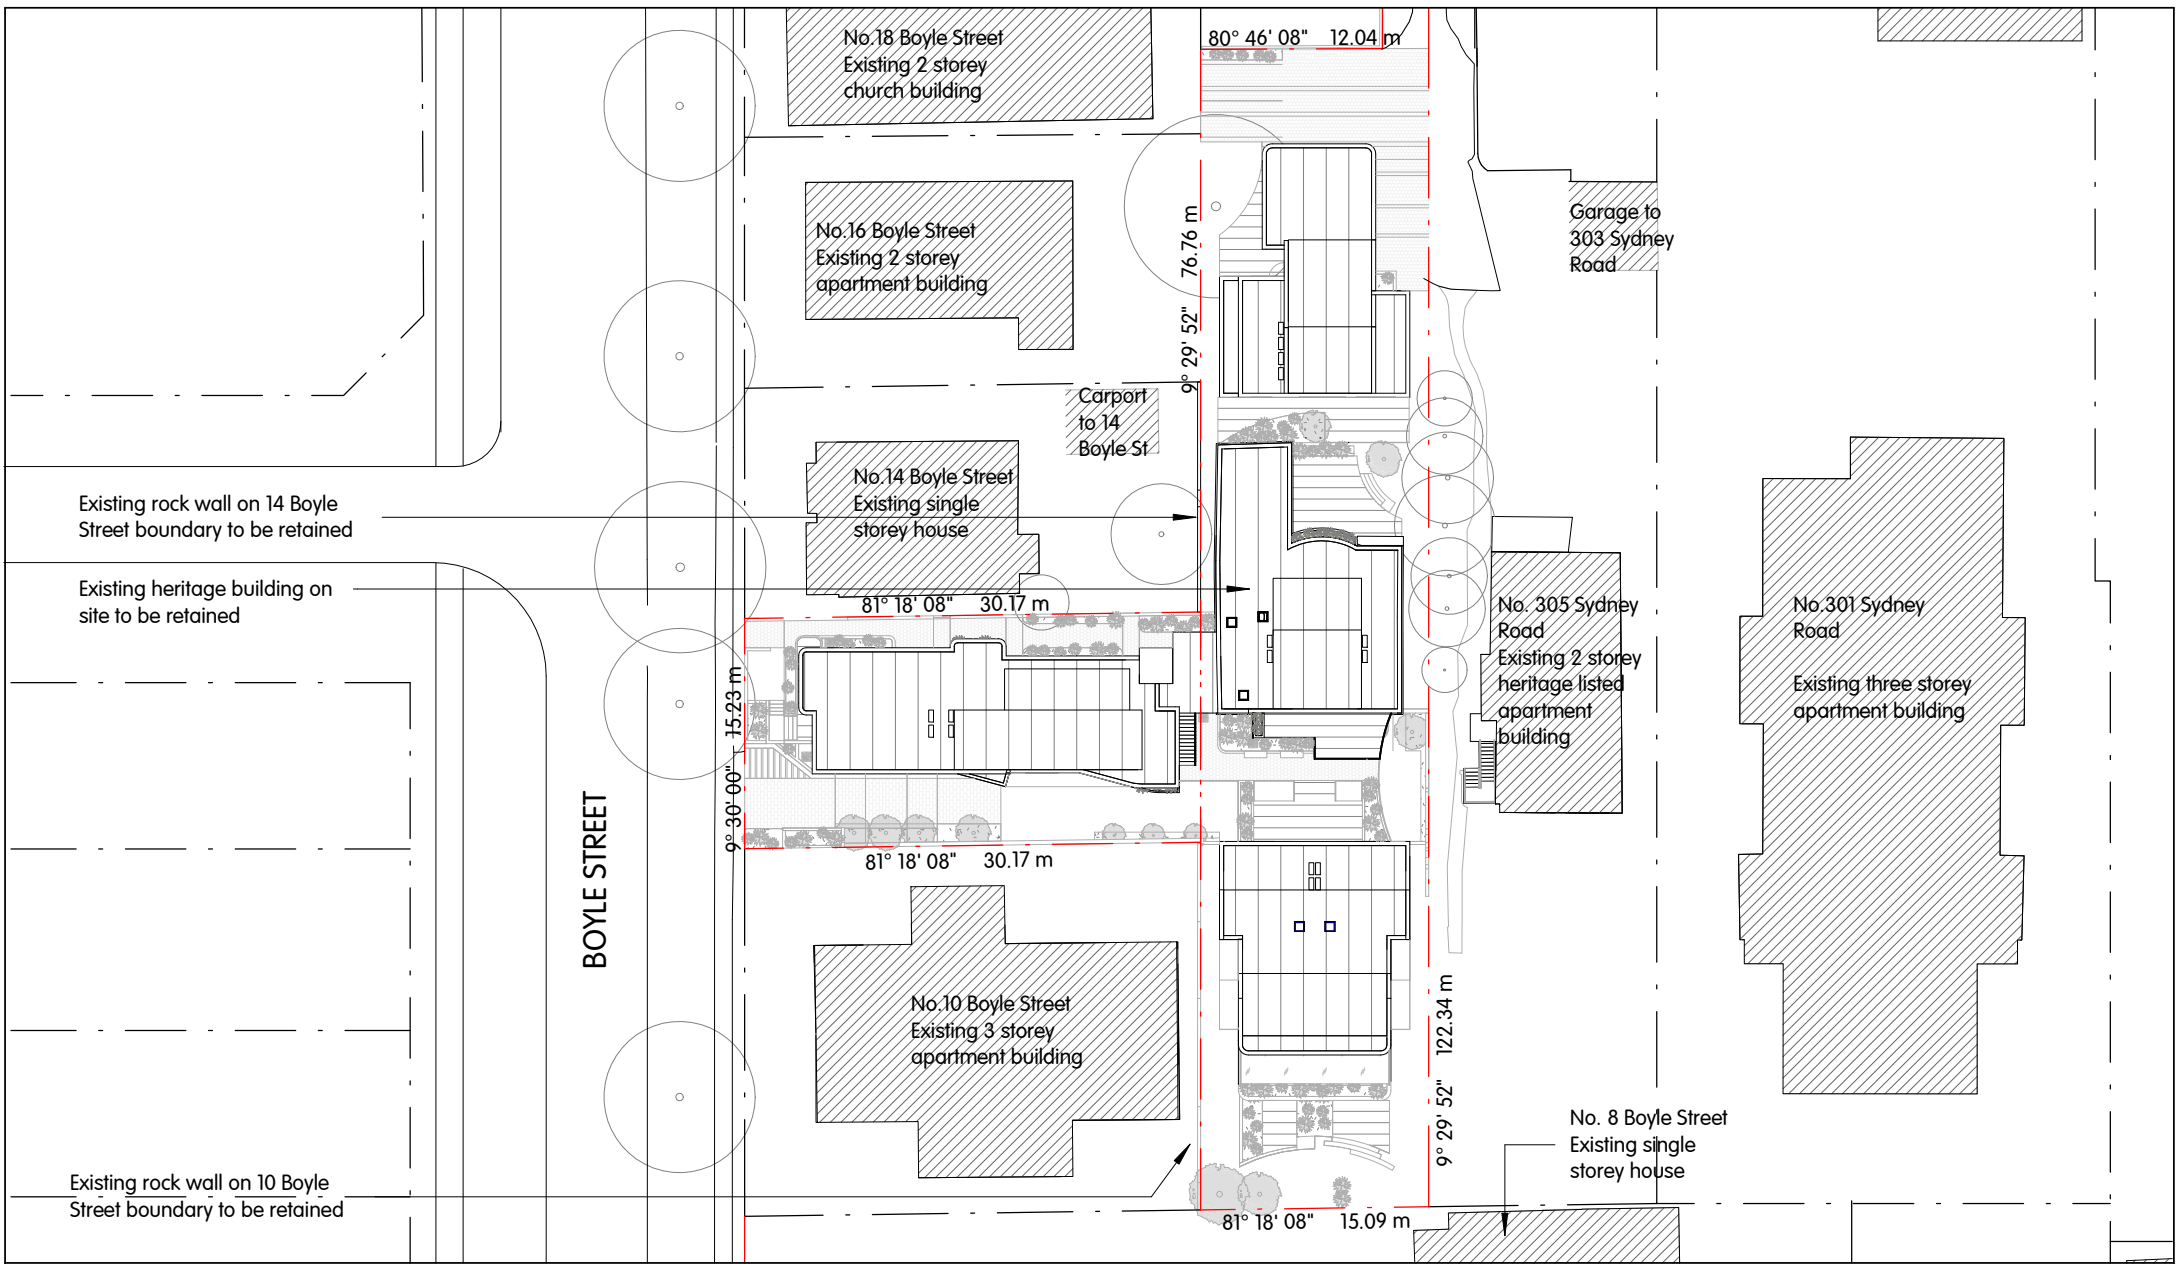 No.18 Boyle Street
Existing 2 storey
church building
80° 46' 08" 12.04 m
No.16 Boyle Street
Existing 2 storey
apartment building
9° 29' 52" 76.76 m
Garage to
303 Sydney
Road
Carport
to 14
Boyle St
Existing rock wall on 14 Boyle
Street boundary to be retained
No.14 Boyle Street
Existing single
storey house
Existing heritage building on
site to be retained
81° 18' 08" 30.17 m
No. 305 Sydney
Road
Existing 2 storey
heritage listed
apartment
building
No.301 Sydney
Road
Existing three storey
apartment building
9° 30' 00" 15.23 m
BOYLE STREET
81° 18' 08" 30.17 m
No.10 Boyle Street
Existing 3 storey
apartment building
9° 29' 52" 122.34 m
No. 8 Boyle Street
Existing single
storey house
Existing rock wall on 10 Boyle
Street boundary to be retained
81° 18' 08" 15.09 m